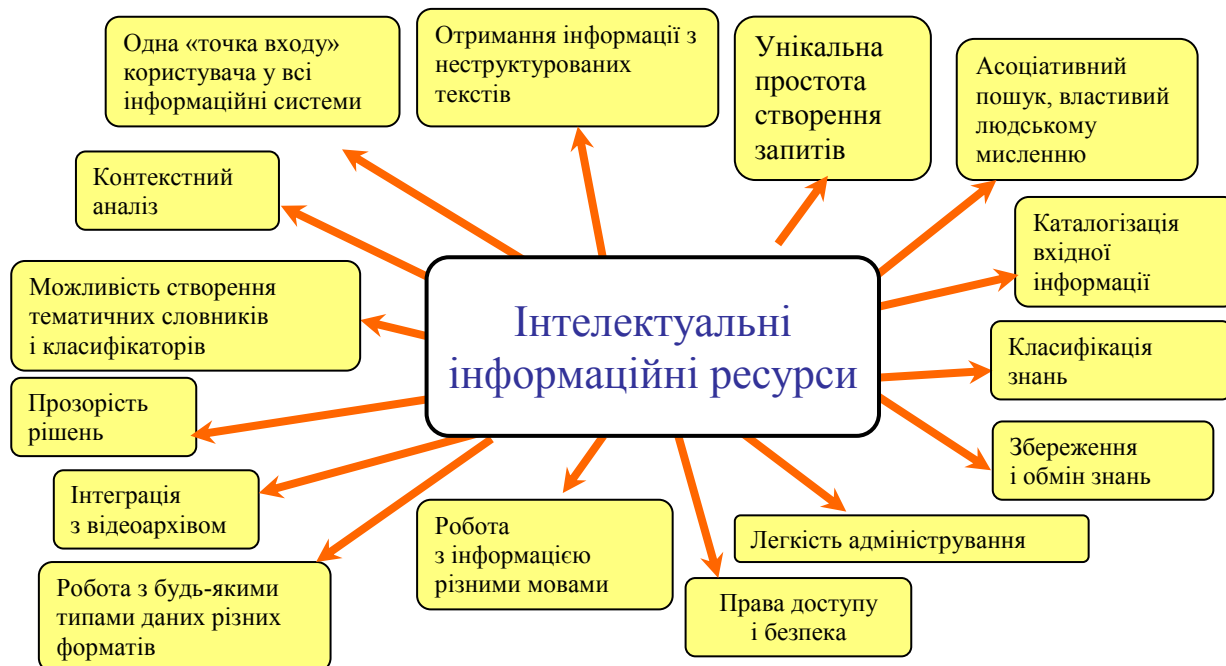 Одна «точка входу»
користувача у всі
інформаційні системи
Отримання інформації з
неструктурованих
текстів
Унікальна
простота
створення
запитів
Асоціативний
пошук, властивий
людському
мисленню
Контекстний
аналіз
Каталогізація
вхідної
інформації
Можливість створення
тематичних словників
і класифікаторів
Інтелектуальні
інформаційні ресурси
Класифікація
знань
Прозорість
рішень
Збереження
і обмін знань
Інтеграція
з відеоархівом
Робота
з інформацією
різними мовами
Легкість адміністрування
Робота з будь-якими
типами даних різних
форматів
Права доступу
і безпека